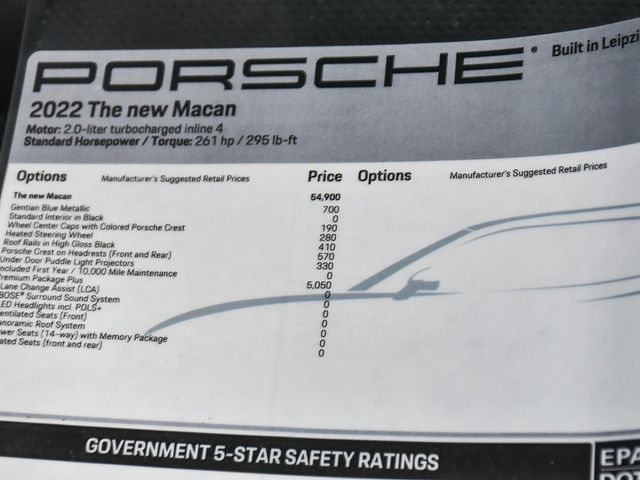 PORSCHE®
Built in Leipzi
2022 The new Macan
Motor: 2.0-liter turbocharged inline 4
Standard Horsepower / Torque: 261 hp / 295 lb-ft
Options Manufacturer's Suggested Retail Prices Price
The new Macan 54,900
Gentian Blue Metallic 700
Standard Interior in Black 0
Wheel Center Caps with Colored Porsche Crest 190
Heated Steering Wheel 280
Roof Rails in High Gloss Black 410
Porsche Crest on Headrests (Front and Rear) 570
Under Door Puddle Light Projectors 330
Included First Year / 10,000 Mile Maintenance 0
Premium Package Plus 5,050
Lane Change Assist (LCA) 0
BOSE® Surround Sound System 0
ED Headlights incl. PDLS+ 0
entilated Seats (Front) 0
anoramic Roof System 0
ower Seats (14-way) with Memory Package 0
ated Seats (front and rear) 0
Options Manufacturer's Suggested Retail Prices
GOVERNMENT 5-STAR SAFETY RATINGS
EPA
DOT